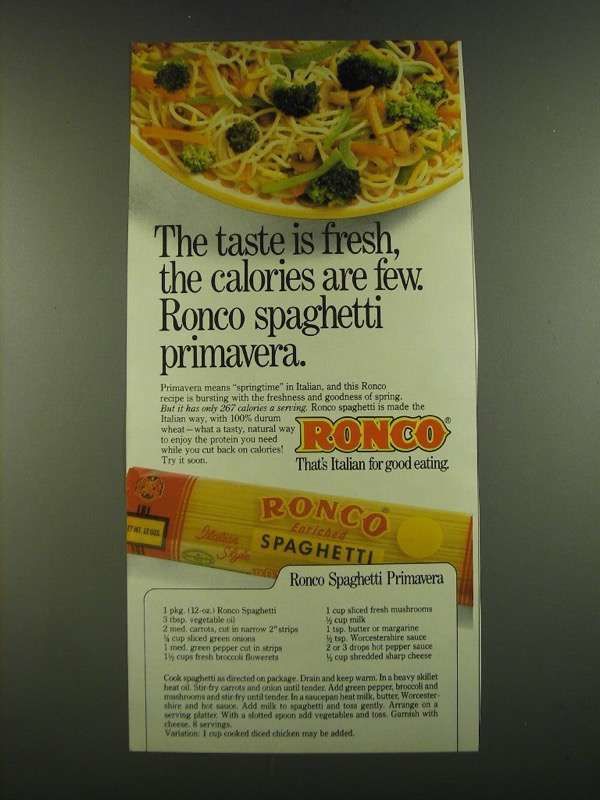 The taste is fresh,
the calories are few.
Ronco spaghetti
primavera.
Primavera means “springtime” in Italian, and this Ronco
recipe is bursting with the freshness and goodness of spring.
But it has only 267 calories a serving. Ronco spaghetti is made the
Italian way, with 100% durum
wheat—what a tasty, natural way
to enjoy the protein you need
while you cut back on calories!
Try it soon.
RONCO®
That's Italian for good eating.
RONCO®
Enriched
SPAGHETTI
Italian
Style
Ronco Spaghetti Primavera
1 pkg. (12-oz.) Ronco Spaghetti
3 tbsp. vegetable oil
2 med. carrots, cut in narrow 2" strips
¼ cup sliced green onions
1 med. green pepper cut in strips
1½ cups fresh broccoli flowerets
1 cup sliced fresh mushrooms
½ cup milk
1 tsp. butter or margarine
½ tsp. Worcestershire sauce
2 or 3 drops hot pepper sauce
½ cup shredded sharp cheese
Cook spaghetti as directed on package. Drain and keep warm. In a heavy skillet
heat oil. Stir-fry carrots and onion until tender. Add green pepper, broccoli and
mushrooms and stir-fry until tender. In a saucepan heat milk, butter, Worcester-
shire and hot sauce. Add milk to spaghetti and toss gently. Arrange on a
serving platter. With a slotted spoon add vegetables and toss. Garnish with
cheese. 8 servings.
Variation: 1 cup cooked diced chicken may be added.